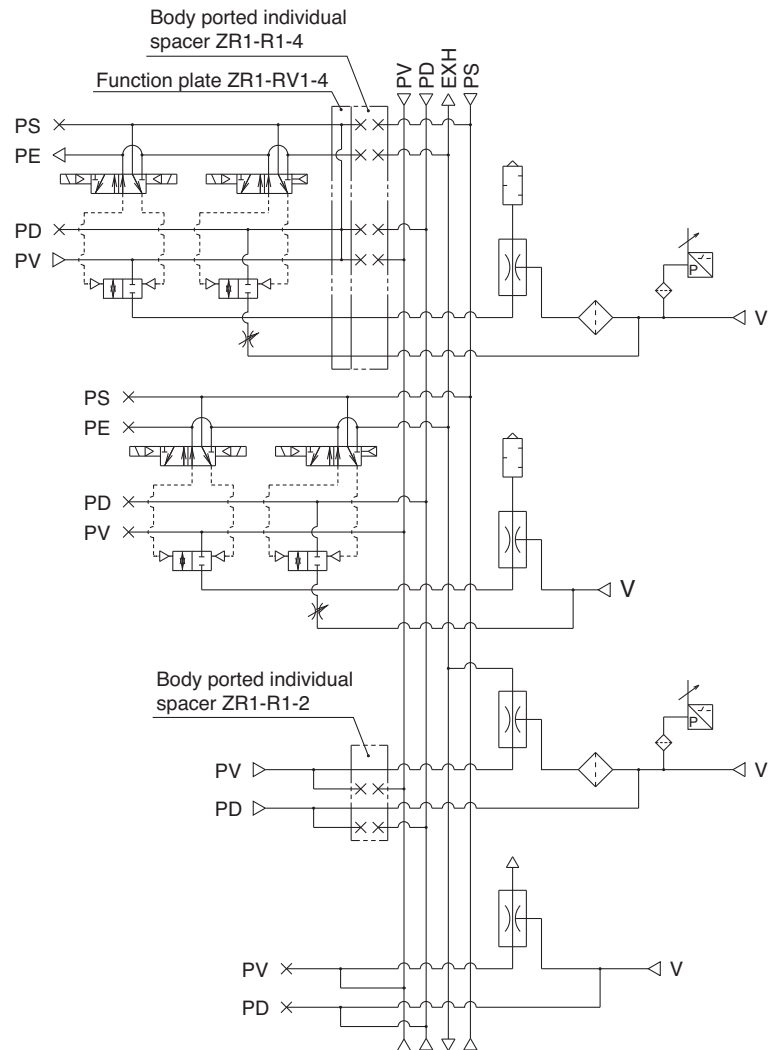 Body ported individual
spacer ZR1-R1-4
Function plate ZR1-RV1-4
PV
PD
EXH
PS
PS
PE
PD
PV
P
V
PS
PE
PD
PV
V
Body ported individual
spacer ZR1-R1-2
P
PV
V
PD
PV
V
PD